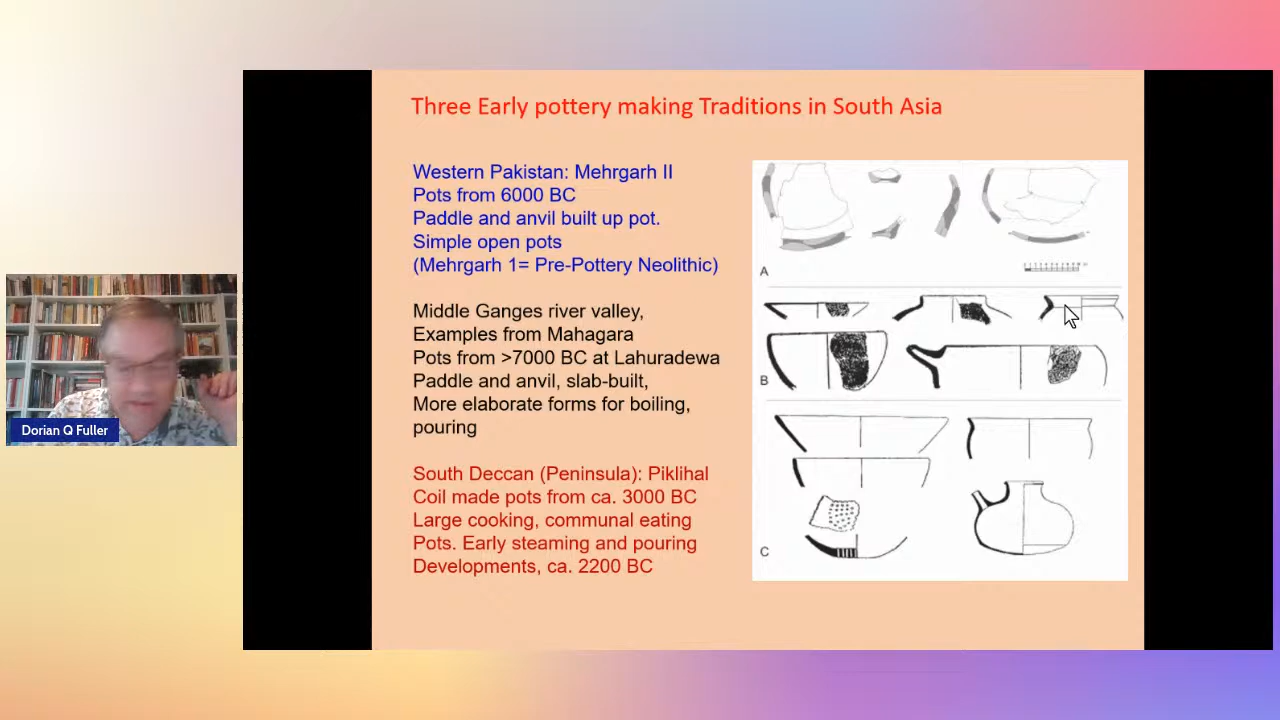 Three Early pottery making Traditions in South Asia
Western Pakistan: Mehrgarh II
Pots from 6000 BC
Paddle and anvil built up pot.
Simple open pots
(Mehrgarh 1= Pre-Pottery Neolithic)
Middle Ganges river valley,
Examples from Mahagara
Pots from >7000 BC at Lahuradewa
Paddle and anvil, slab-built,
More elaborate forms for boiling,
pouring
South Deccan (Peninsula): Piklihal
Coil made pots from ca. 3000 BC
Large cooking, communal eating
Pots. Early steaming and pouring
Developments, ca. 2200 BC
A
B
C
Dorian Q Fuller